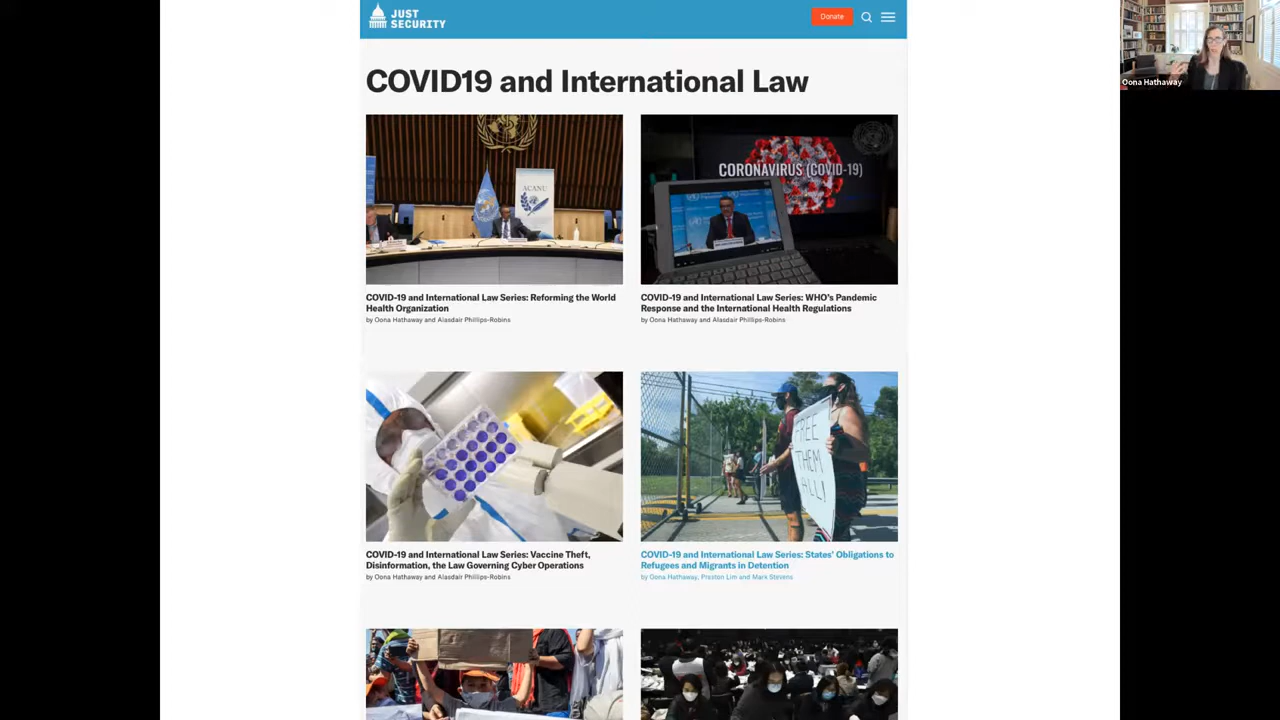 JUST
SECURITY
Donate
Oona Hathaway
COVID19 and International Law
ACANU
CORONAVIRUS (COVID-19)
COVID-19 and International Law Series: Reforming the World
Health Organization
by Oona Hathaway and Alasdair Phillips-Robins
COVID-19 and International Law Series: WHO's Pandemic
Response and the International Health Regulations
by Oona Hathaway and Alasdair Phillips-Robins
FREE
THEM
ALL!
COVID-19 and International Law Series: Vaccine Theft,
Disinformation, the Law Governing Cyber Operations
by Oona Hathaway and Alasdair Phillips-Robins
COVID-19 and International Law Series: States' Obligations to
Refugees and Migrants in Detention
by Oona Hathaway, Preston Lim and Mark Stevens